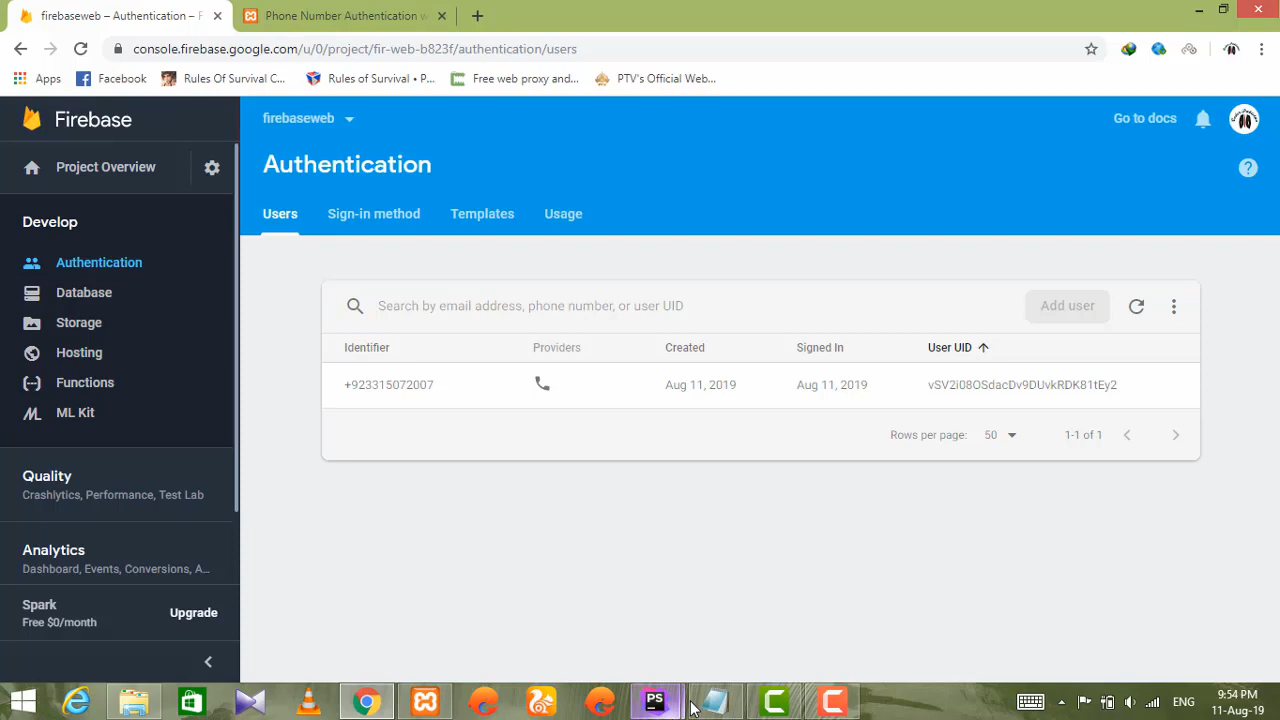 firebaseweb – Authentication – F
Phone Number Authentication w
console.firebase.google.com/u/0/project/fir-web-b823f/authentication/users
Apps
Facebook
Rules Of Survival C...
Rules of Survival • P...
Free web proxy and...
PTV's Official Web...
Firebase
firebaseweb
Go to docs
Project Overview
Authentication
Develop
Users
Sign-in method
Templates
Usage
Authentication
Database
Storage
Hosting
Functions
ML Kit
Search by email address, phone number, or user UID
Add user
Identifier
Providers
Created
Signed In
User UID
+923315072007
Aug 11, 2019
Aug 11, 2019
vSV2i08OSdacDv9DUvkRDK81tEy2
Rows per page:
50
1-1 of 1
Quality
Crashlytics, Performance, Test Lab
Analytics
Dashboard, Events, Conversions, A...
Spark
Free $0/month
Upgrade
PS
ENG
9:54 PM
11-Aug-19